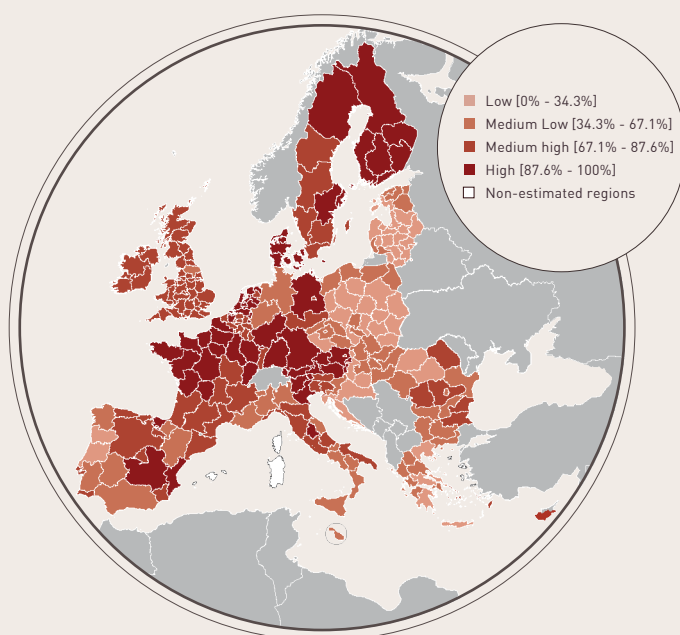 Low [0% - 34.3%]
Medium Low [34.3% - 67.1%]
Medium high [67.1% - 87.6%]
High [87.6% - 100%]
Non-estimated regions